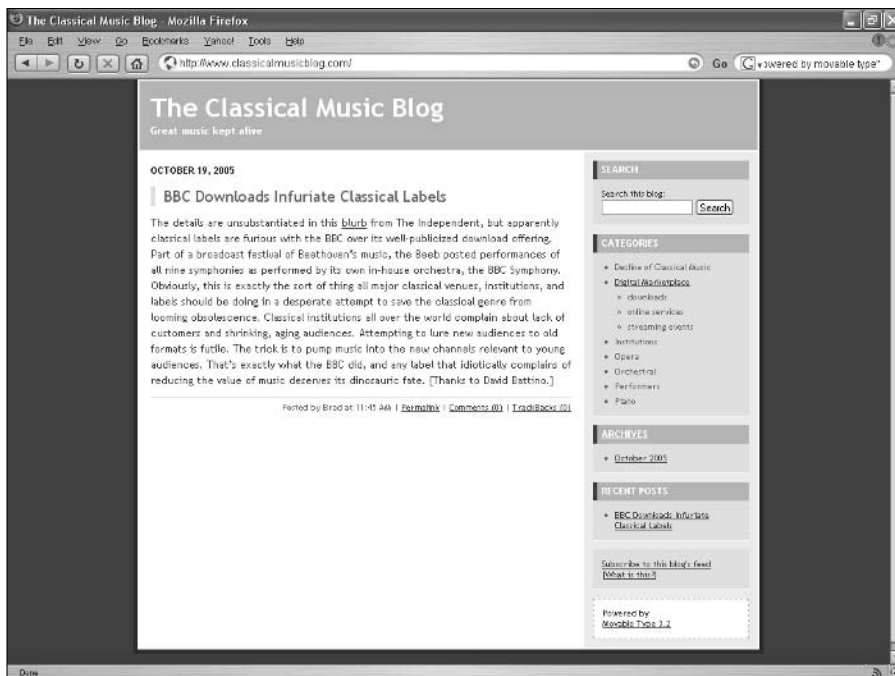 The Classical Music Blog - Mozilla Firefox
File Edit View Go Bookmarks Yahoo! Tools Help
http://www.classicalmusicblog.com/
Go
powered by movable type"
The Classical Music Blog
Great music kept alive
OCTOBER 19, 2005
BBC Downloads Infuriate Classical Labels
The details are unsubstantiated in this blurb from The Independent, but apparently
classical labels are furious with the BBC over its well-publicized download offering.
Part of a broadcast festival of Beethoven's music, the Beeb posted performances of
all nine symphonies as performed by its own in-house orchestra, the BBC Symphony.
Obviously, this is exactly the sort of thing all major classical venues, institutions, and
labels should be doing in a desperate attempt to save the classical genre from
looming obsolescence. Classical institutions all over the world complain about lack of
customers and shrinking, aging audiences. Attempting to lure new audiences to old
formats is futile. The trick is to pump music into the new channels relevant to young
audiences. That's exactly what the BBC did, and any label that idiotically complains of
reducing the value of music deserves its dinosauric fate. [Thanks to David Battino.]
Posted by Brad at 11:45 AM | Permalink | Comments (0) | TrackBacks (0)
SEARCH
Search this blog:
Search
CATEGORIES
Decline of Classical Music
Digital Marketplace
downloads
online services
streaming events
Institutions
Opera
Orchestral
Performers
Piano
ARCHIVES
October 2005
RECENT POSTS
BBC Downloads Infuriate
Classical Labels
Subscribe to this blog's feed
[What is this?]
Powered by
Movable Type 3.2
Done